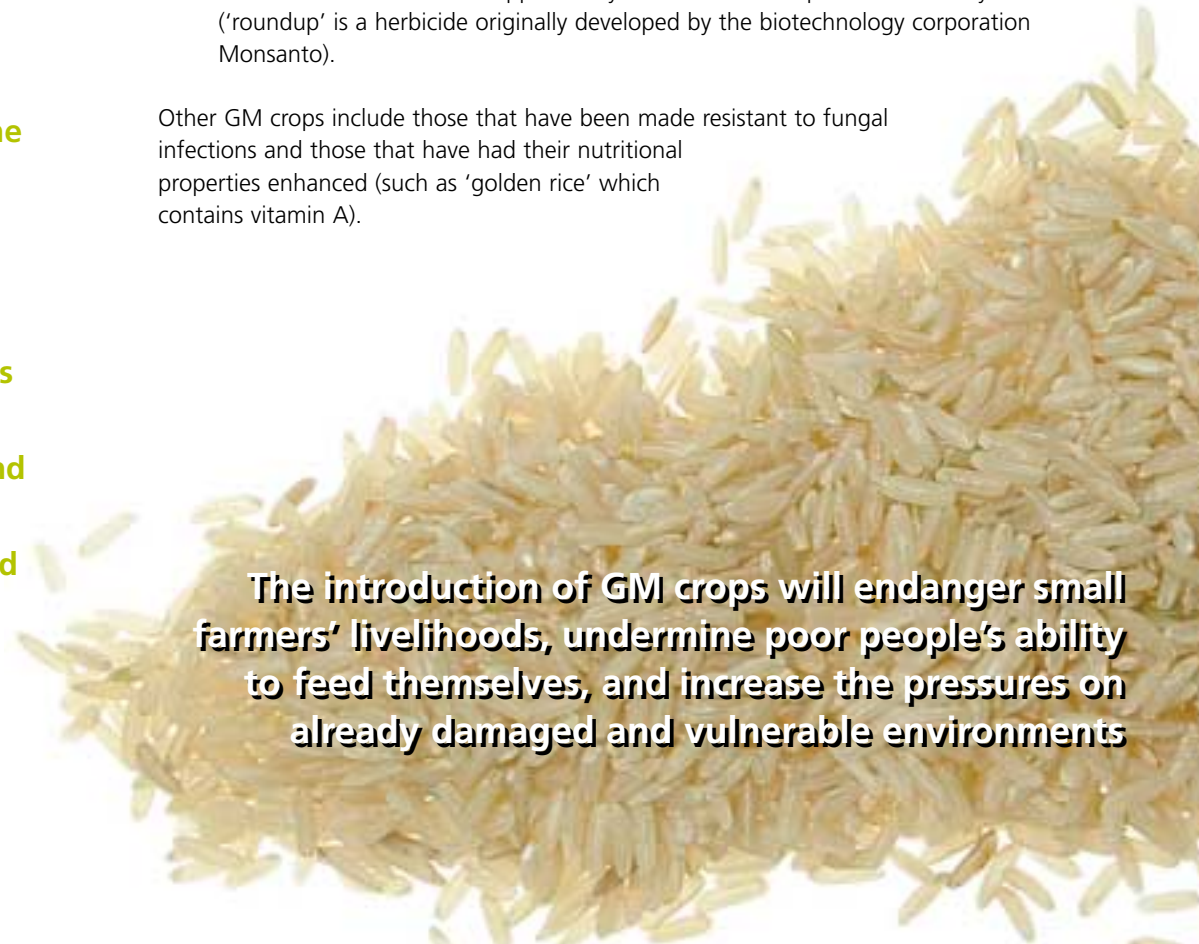 ('roundup' is a herbicide originally developed by the biotechnology corporation
Monsanto).
Other GM crops include those that have been made resistant to fungal
infections and those that have had their nutritional
properties enhanced (such as 'golden rice' which
contains vitamin A).
The introduction of GM crops will endanger small
farmers' livelihoods, undermine poor people's ability
to feed themselves, and increase the pressures on
already damaged and vulnerable environments